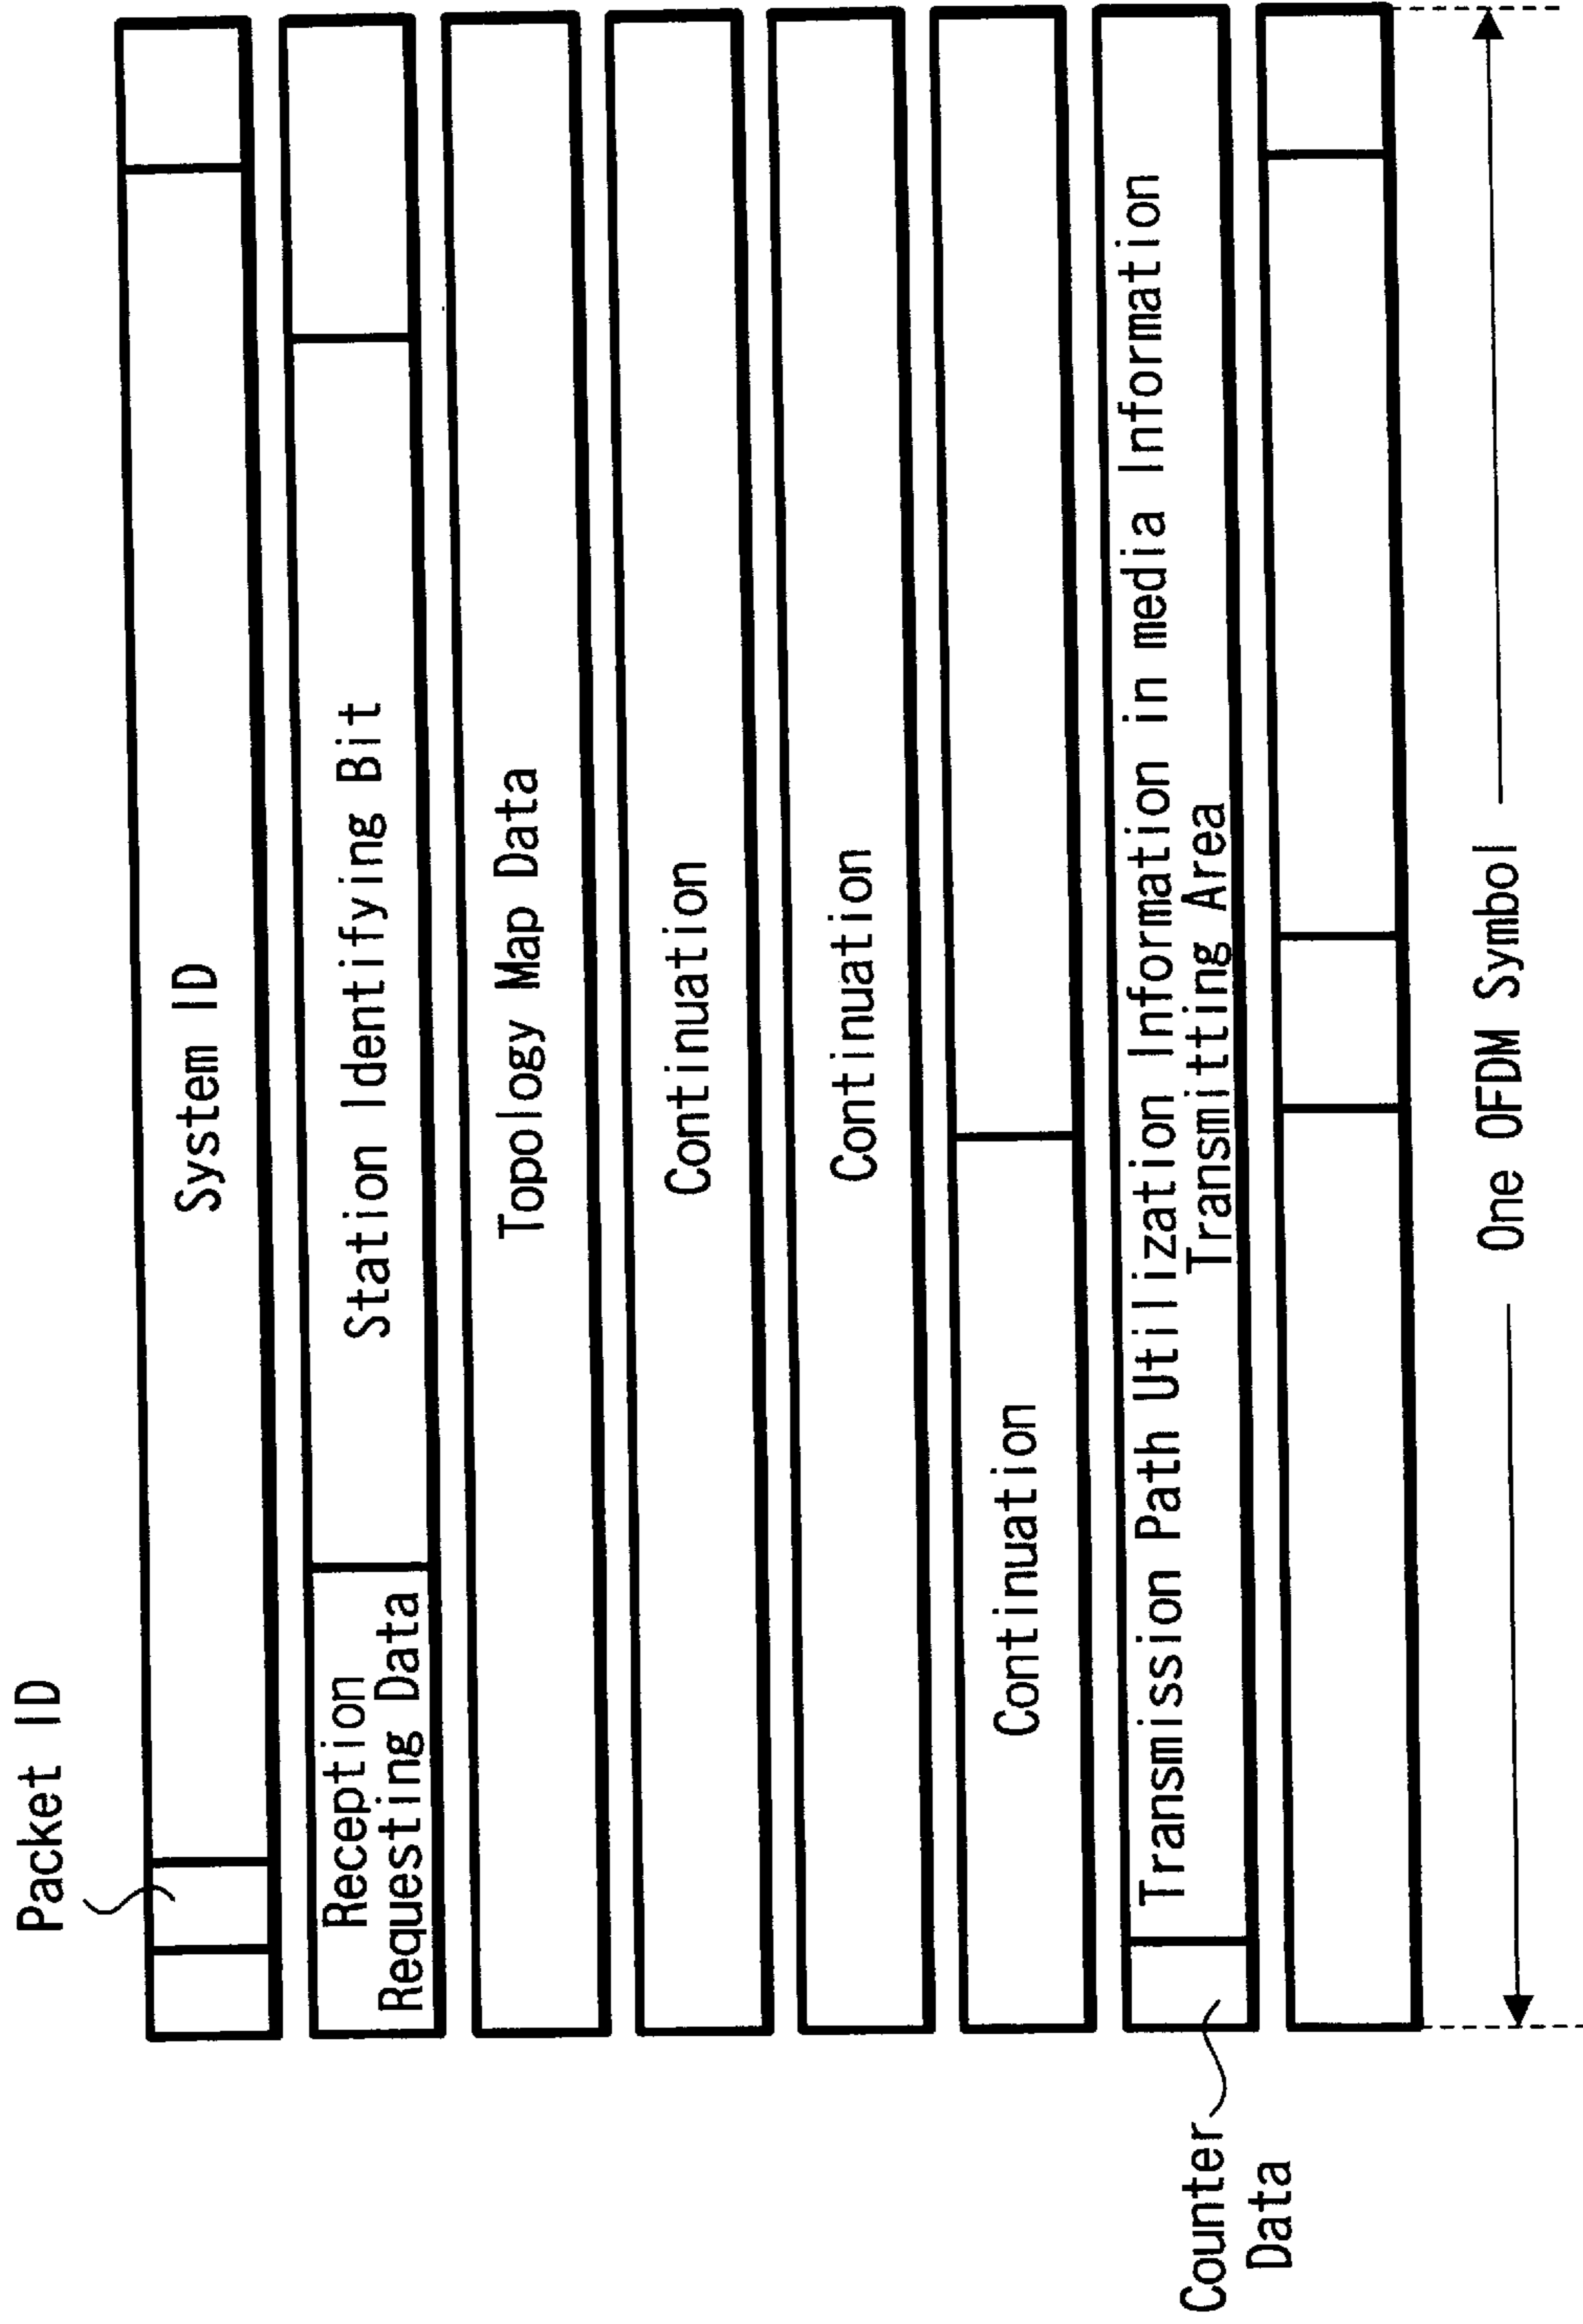 Packet ID
System ID
Reception
Requesting Data
Station Identifying Bit
Topology Map Data
Continuation
Continuation
Continuation
Transmission Path Utilization Information in media Information
Transmitting Area
Counter
Data
One OFDM Symbol